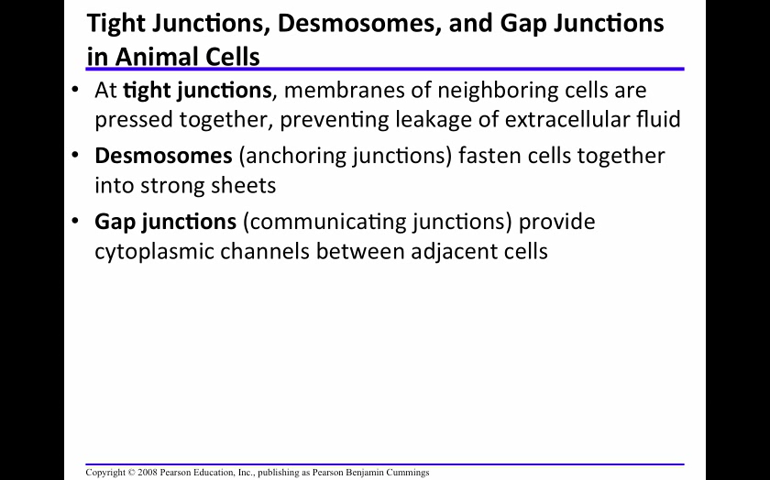 Tight Junctions, Desmosomes, and Gap Junctions
in Animal Cells
• At tight junctions, membranes of neighboring cells are
pressed together, preventing leakage of extracellular fluid
• Desmosomes (anchoring junctions) fasten cells together
into strong sheets
• Gap junctions (communicating junctions) provide
cytoplasmic channels between adjacent cells
Copyright © 2008 Pearson Education, Inc., publishing as Pearson Benjamin Cummings